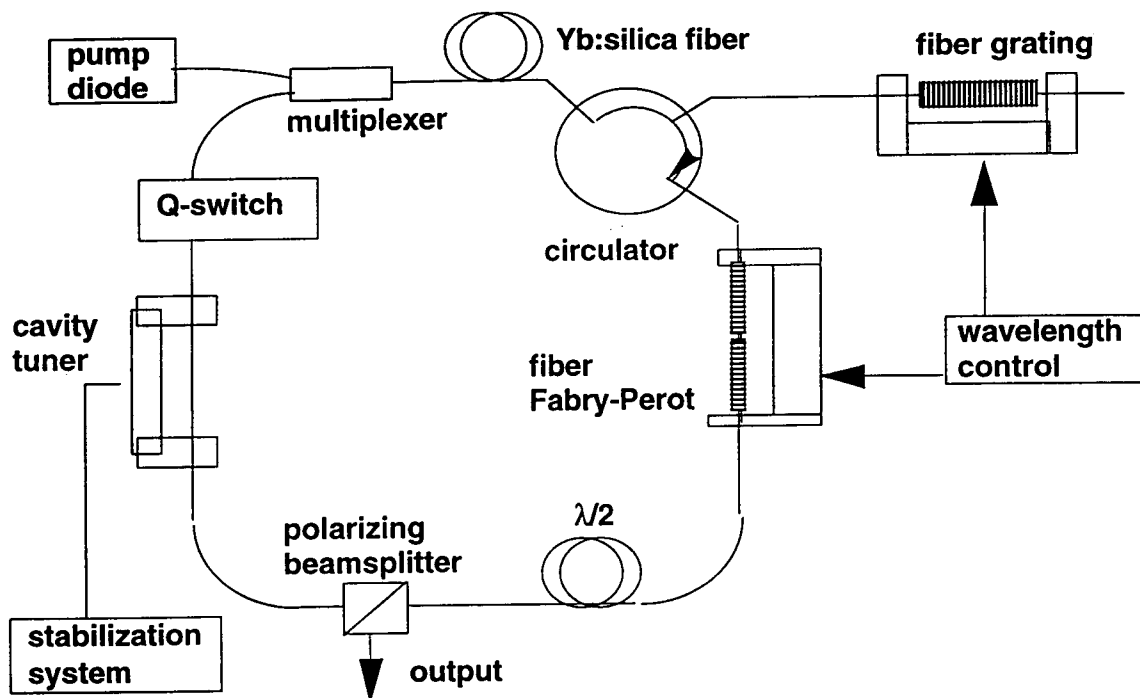 pump
diode
multiplexer
Yb:silica fiber
fiber grating
Q-switch
circulator
cavity
tuner
fiber
Fabry-Perot
wavelength
control
λ/2
polarizing
beamsplitter
stabilization
system
output